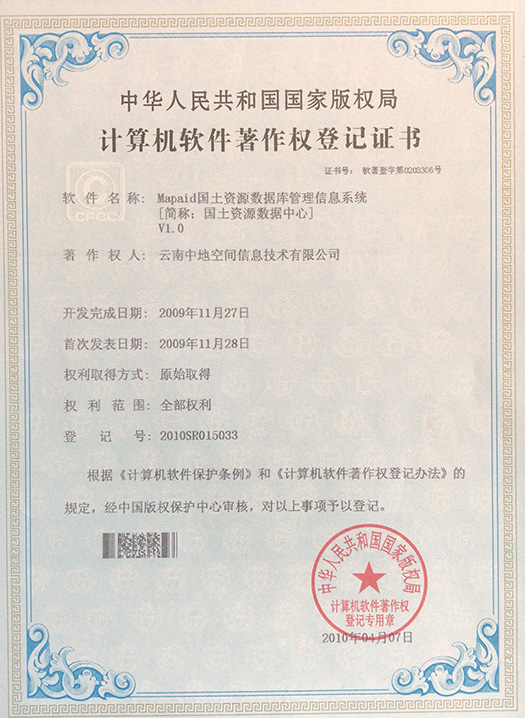 中华人民共和国国家版权局
计算机软件著作权登记证书
证书号： 软著登字第0203306号
CPCC
软件名称： Mapaid国土资源数据库管理信息系统
[简称：国土资源数据中心]
V1.0
著作权人： 云南中地空间信息技术有限公司
开发完成日期： 2009年11月27日
首次发表日期： 2009年11月28日
权利取得方式： 原始取得
权利范围： 全部权利
登记号： 2010SR015033
根据《计算机软件保护条例》和《计算机软件著作权登记办法》的
规定，经中国版权保护中心审核，对以上事项予以登记。
中华人民共和国国家版权局
计算机软件著作权
登记专用章
2010年04月07日